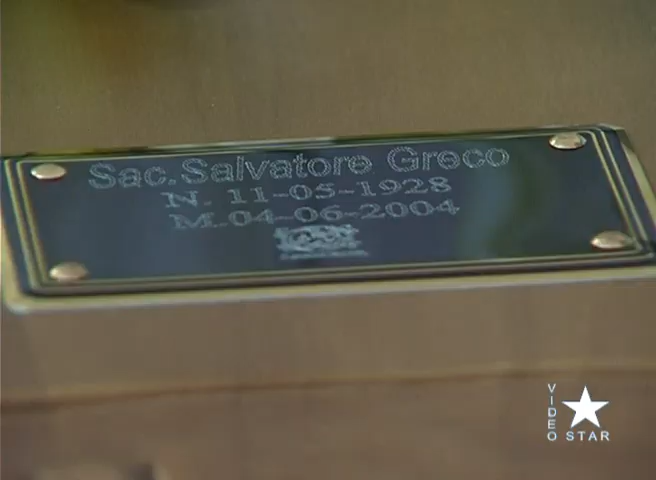 Sac. Salvatore Greco
N. 11-05-1928
M. 04-06-2004
VIDEO STAR